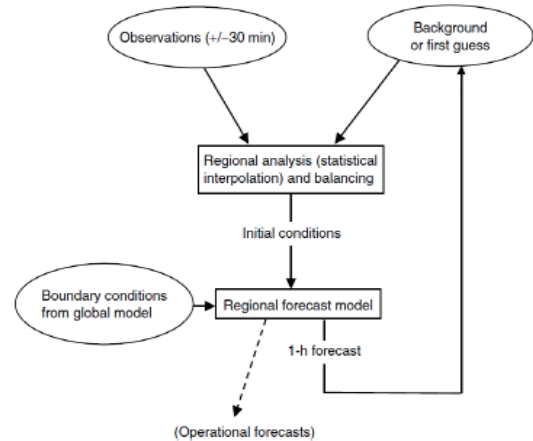 Observations (+/–30 min)
Background
or first guess
Regional analysis (statistical
interpolation) and balancing
Initial conditions
Boundary conditions
from global model
Regional forecast model
1-h forecast
(Operational forecasts)